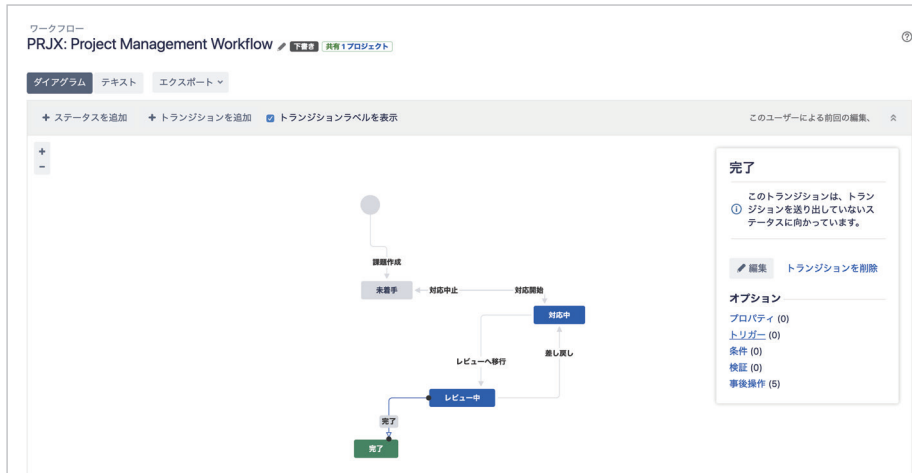 ワークフロー
PRJX: Project Management Workflow 下書き 共有 1 プロジェクト
ダイアグラム テキスト エクスポート
+ ステータスを追加 + トランジションを追加 トランジションラベルを表示 このユーザーによる前回の編集、
+
−
完了
このトランジションは、トラン
ジションを送り出していないス
テータスに向かっています。
編集 トランジションを削除
オプション
プロパティ (0)
トリガー (0)
条件 (0)
検証 (0)
事後操作 (5)
課題作成
未着手 対応中止 対応開始
対応中
レビューへ移行 差し戻し
レビュー中
完了
完了